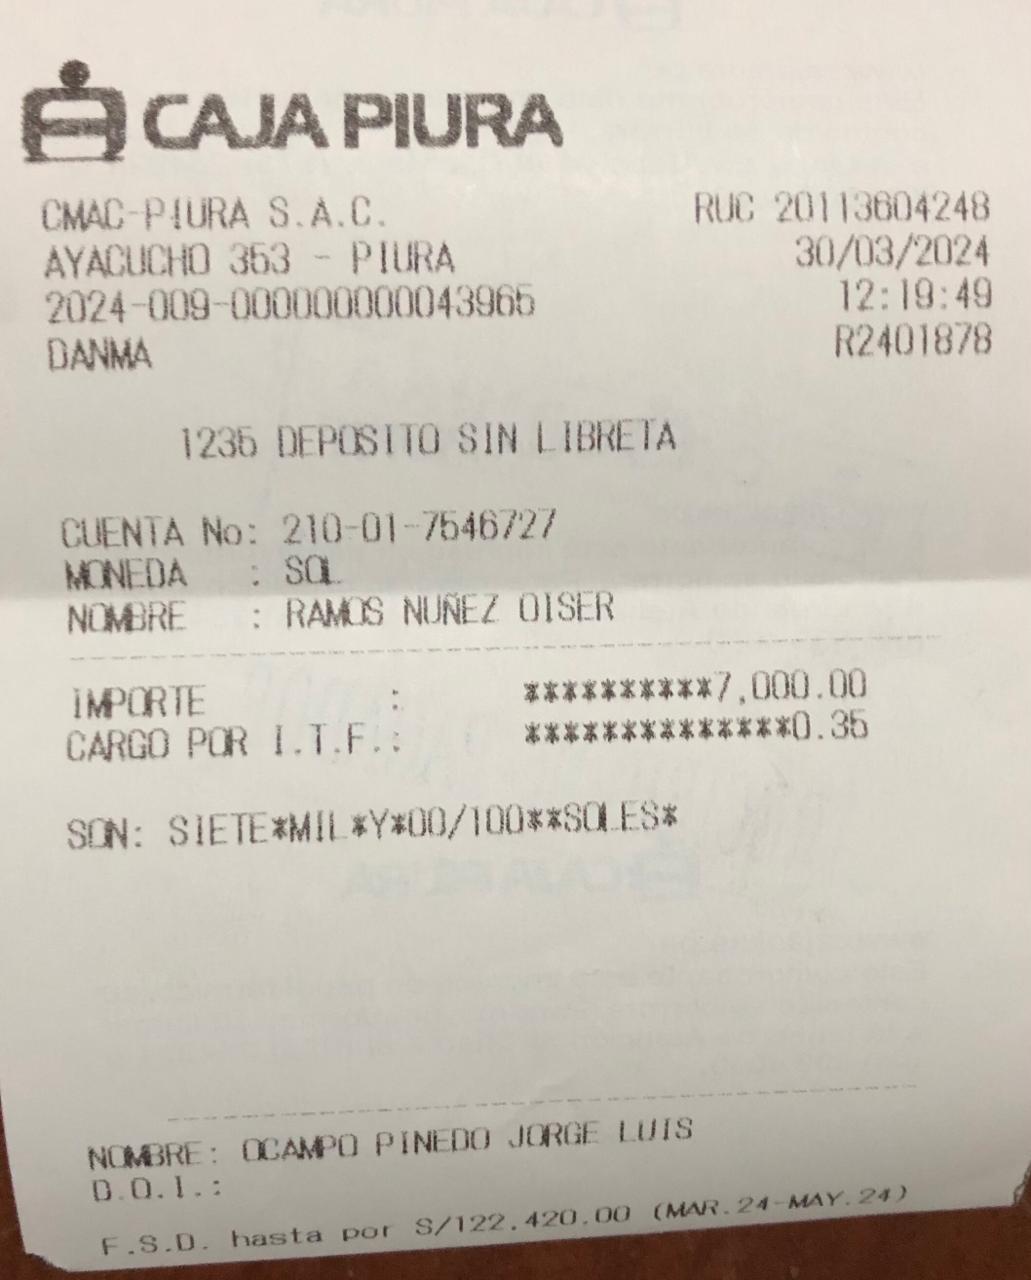 CAJA PIURA
CMAC-PIURA S.A.C. RUC 20113604248
AYACUCHO 353 - PIURA 30/03/2024
2024-009-000000000043965 12:19:49
DANMA R2401878
1235 DEPOSITO SIN LIBRETA
CUENTA No: 210-01-7546727
MONEDA : SOL
NOMBRE : RAMOS NUÑEZ OISER
IMPORTE : **********7,000.00
CARGO POR I.T.F.: **************0.35
SON: SIETE*MIL*Y*00/100**SOLES*
NOMBRE: OCAMPO PINEDO JORGE LUIS
D.O.I.:
F.S.D. hasta por S/122,420.00 (MAR.24-MAY.24)